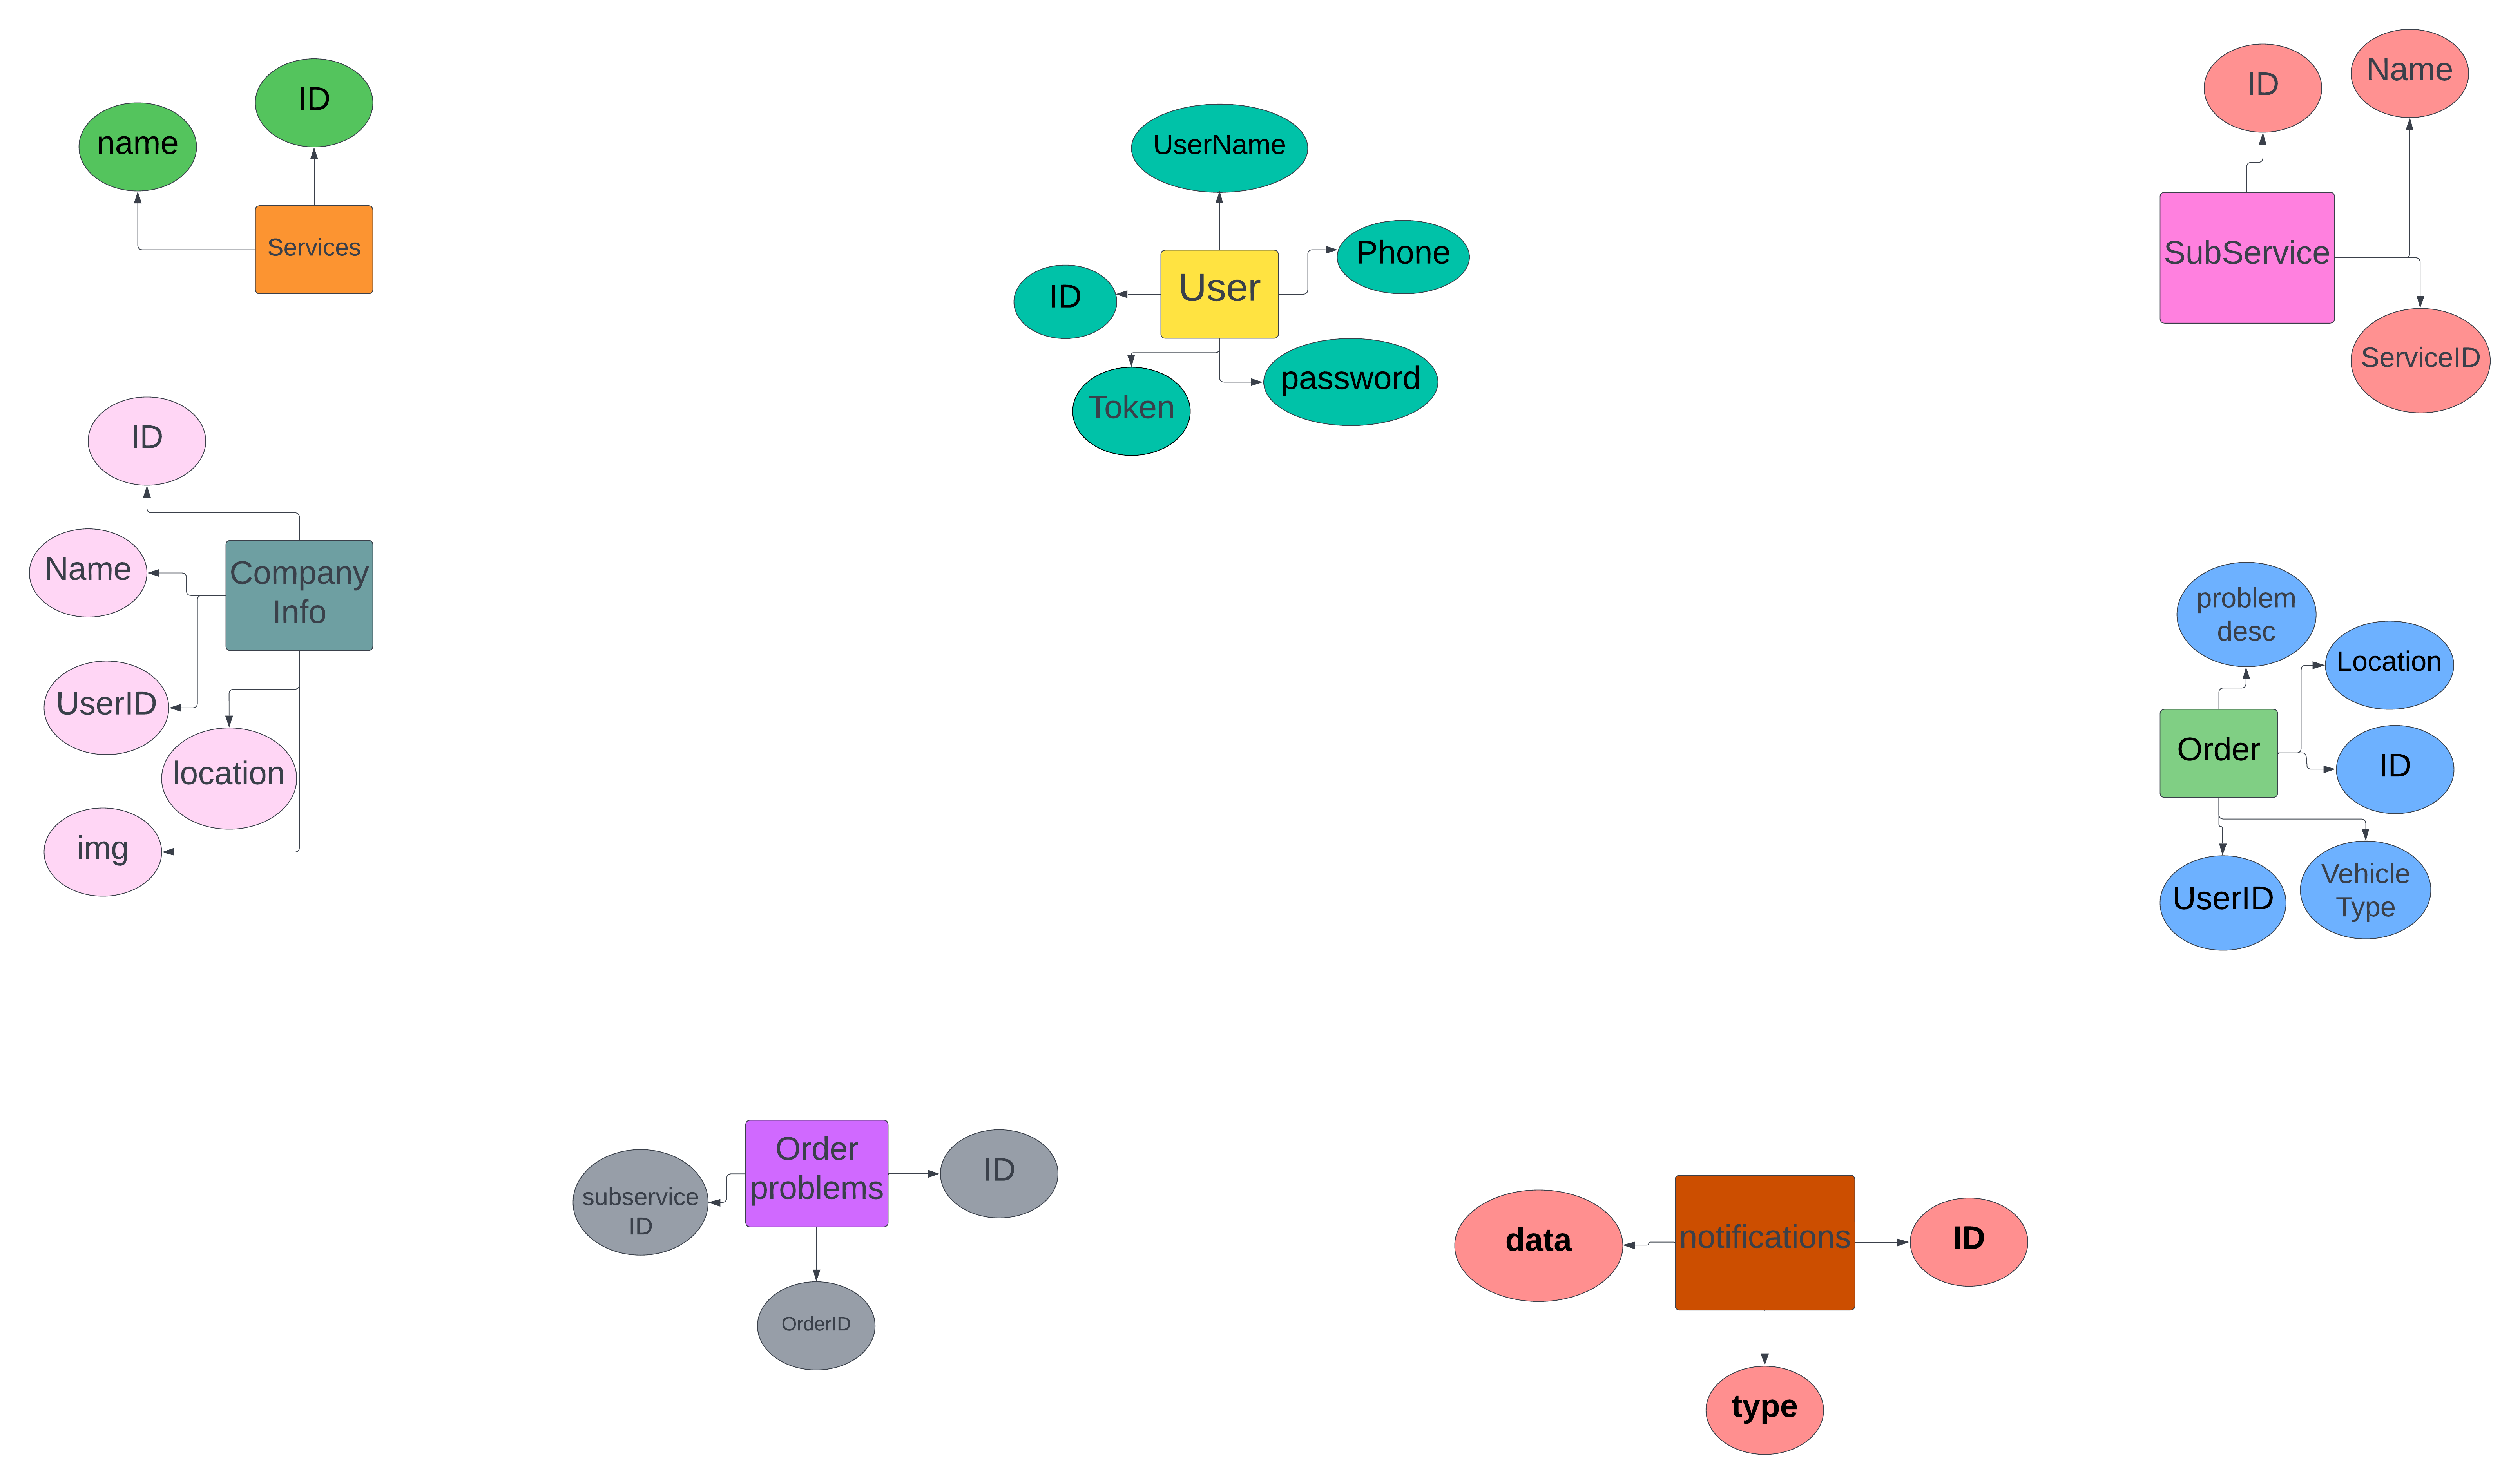 name
ID
Services
UserName
Phone
ID
User
Token
password
ID
Name
SubService
ServiceID
ID
Name
Company
Info
UserID
location
img
problem
desc
Location
Order
ID
UserID
Vehicle
Type
Order
problems
ID
subservice
ID
OrderID
data
notifications
ID
type